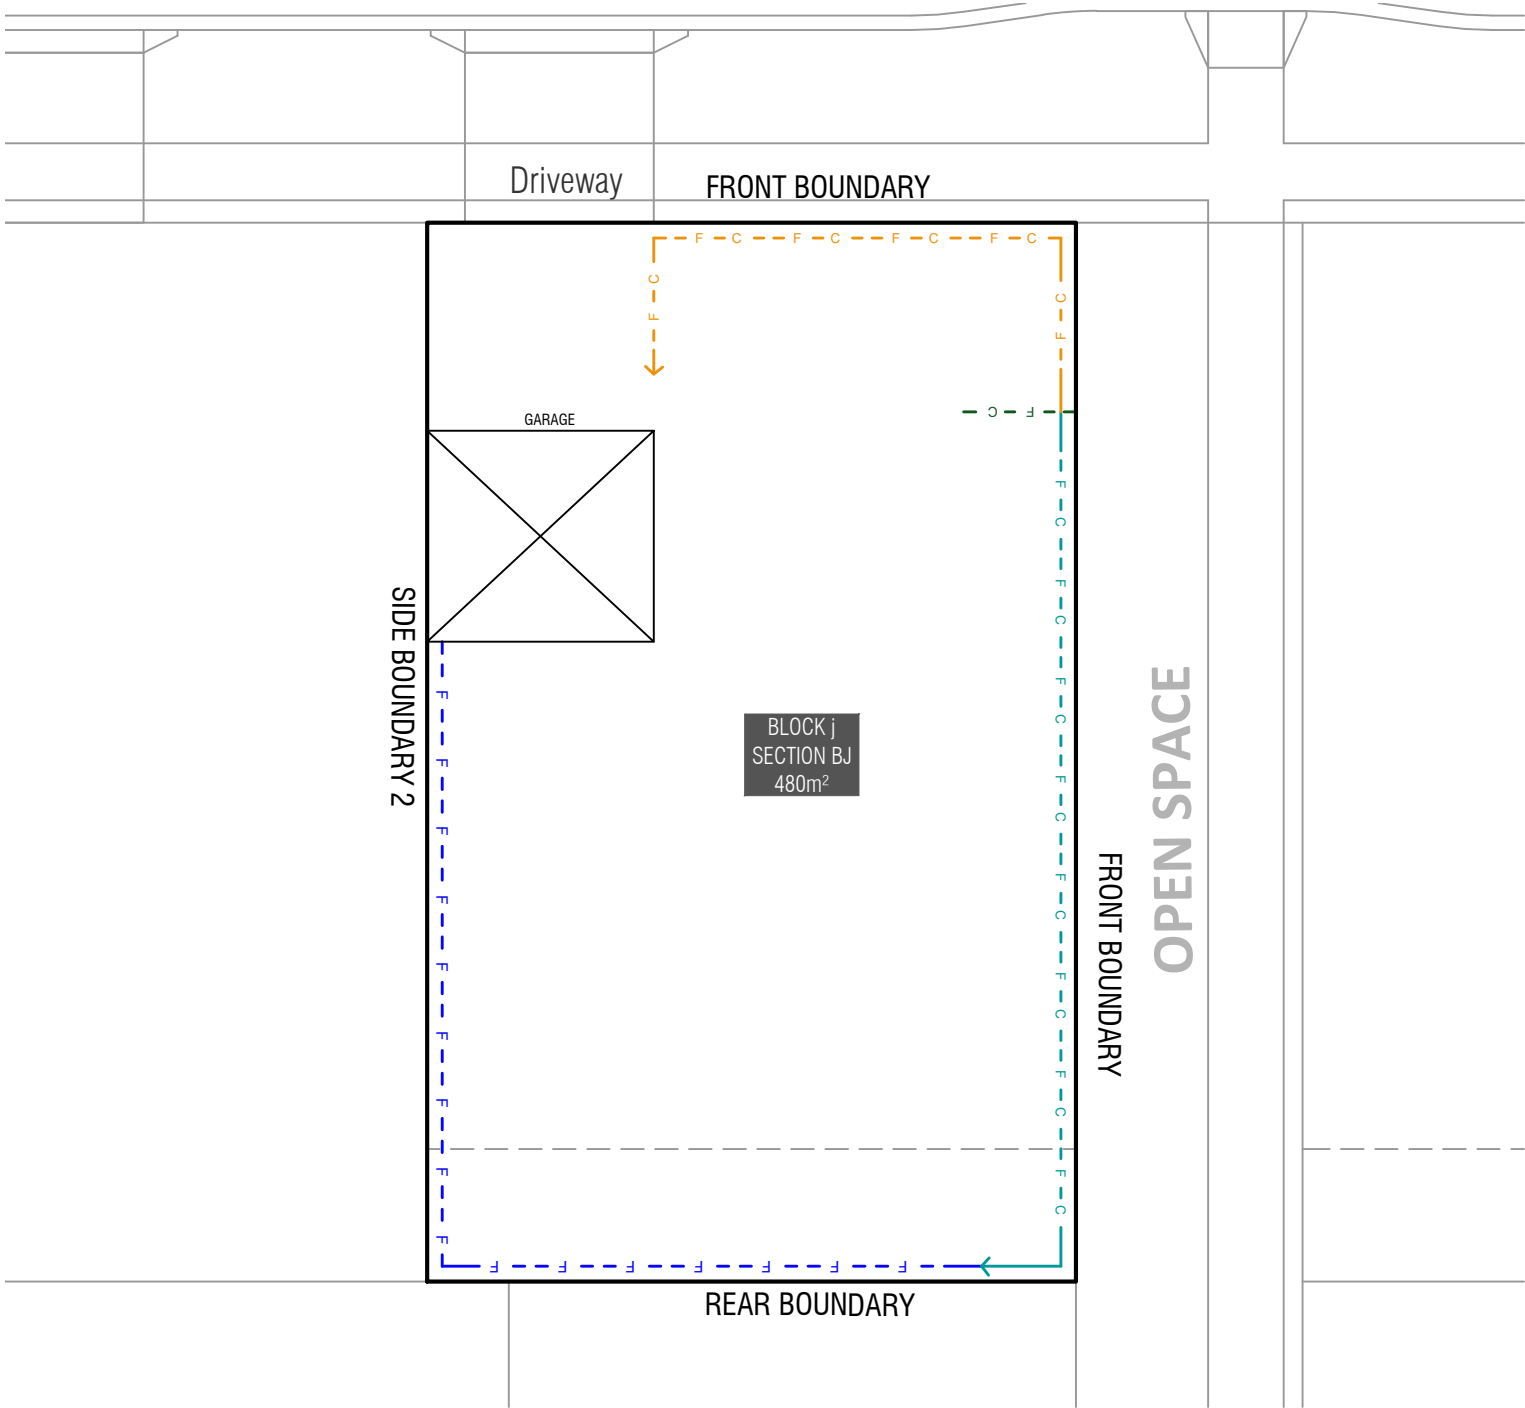 Driveway
FRONT BOUNDARY
F C F C F C F C
C F
C F
F C
GARAGE
SIDE BOUNDARY 2
F F F F F F F F F
BLOCK j
SECTION BJ
480m²
F C F C F C F C F C F C F C F C
OPEN SPACE
FRONT BOUNDARY
F F F F F F F
REAR BOUNDARY